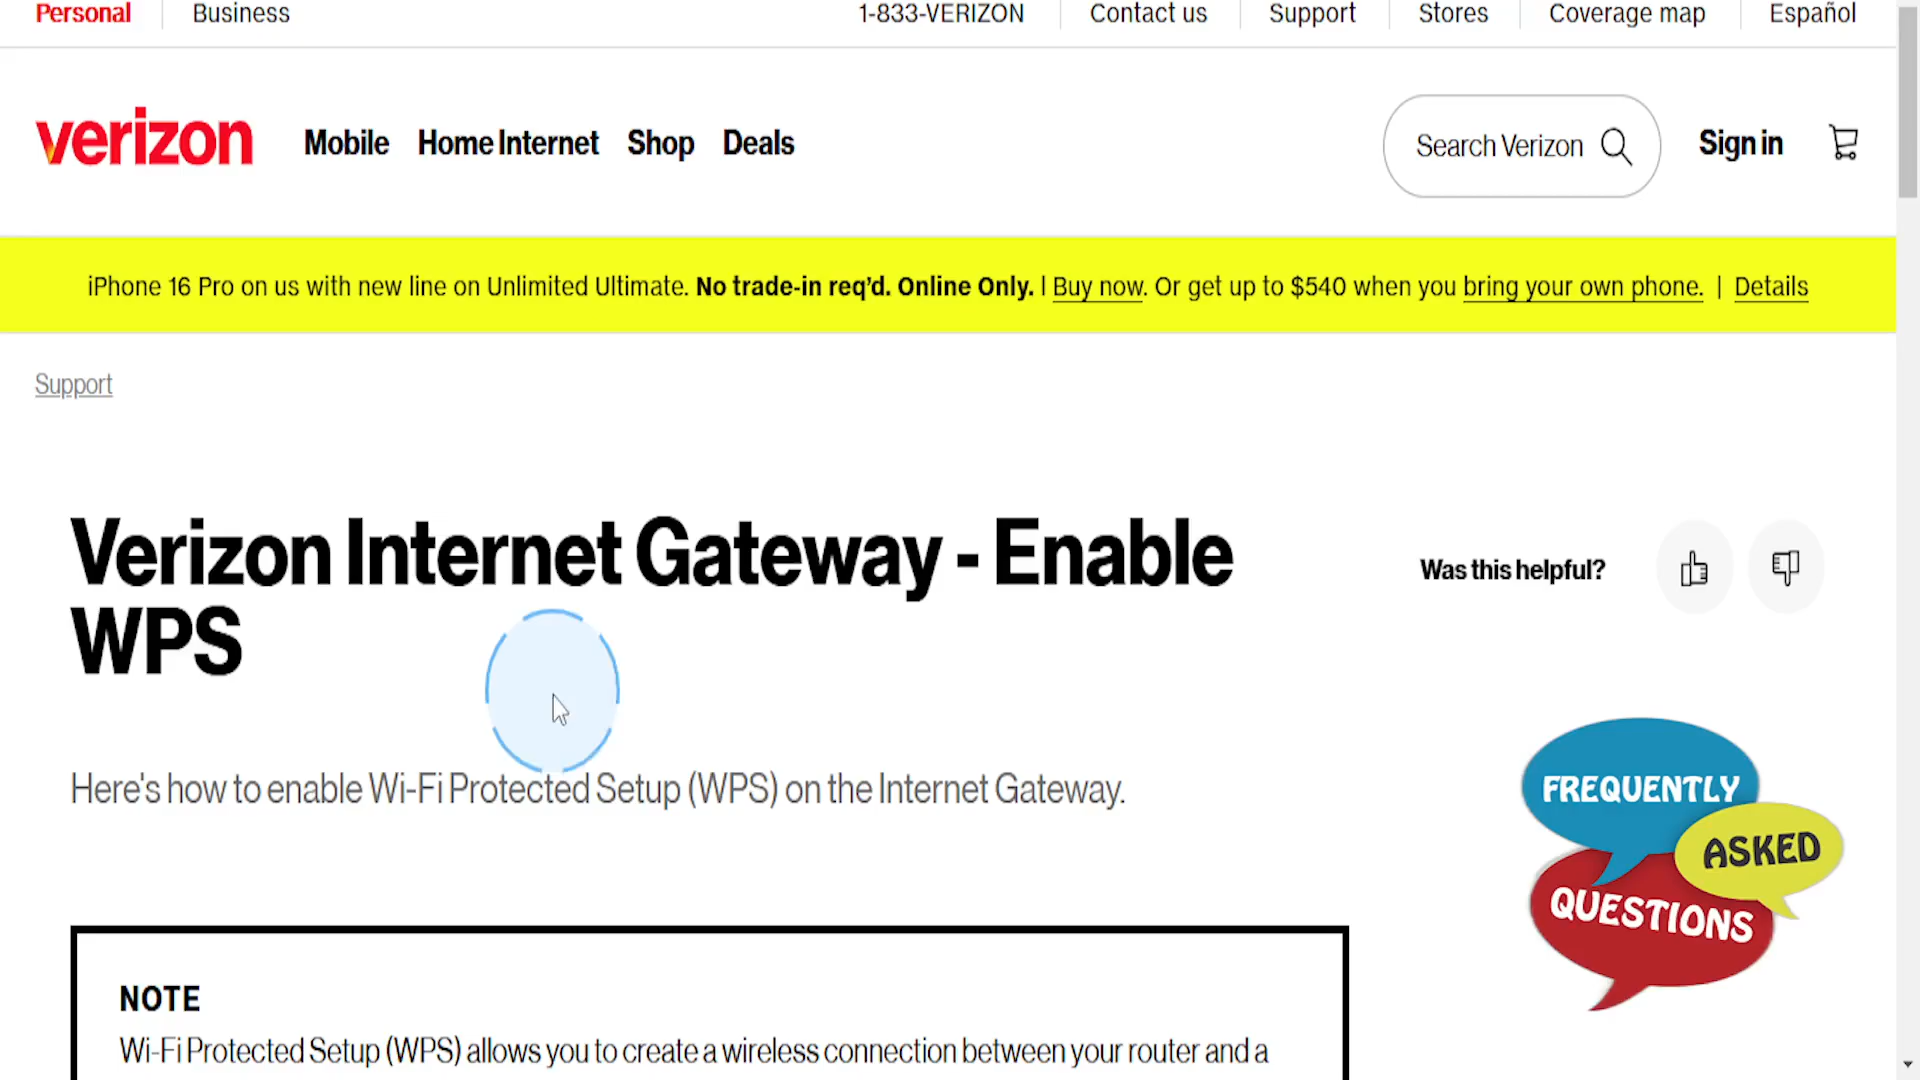 Personal
Business
1-833-VERIZON
Contact us
Support
Stores
Coverage map
Español
verizon
Mobile
Home Internet
Shop
Deals
Search Verizon
Sign in
iPhone 16 Pro on us with new line on Unlimited Ultimate. No trade-in req'd. Online Only. | Buy now. Or get up to $540 when you bring your own phone. | Details
Support
Verizon Internet Gateway - Enable
WPS
Was this helpful?
Here's how to enable Wi-Fi Protected Setup (WPS) on the Internet Gateway.
FREQUENTLY
ASKED
QUESTIONS
NOTE
Wi-Fi Protected Setup (WPS) allows you to create a wireless connection between your router and a